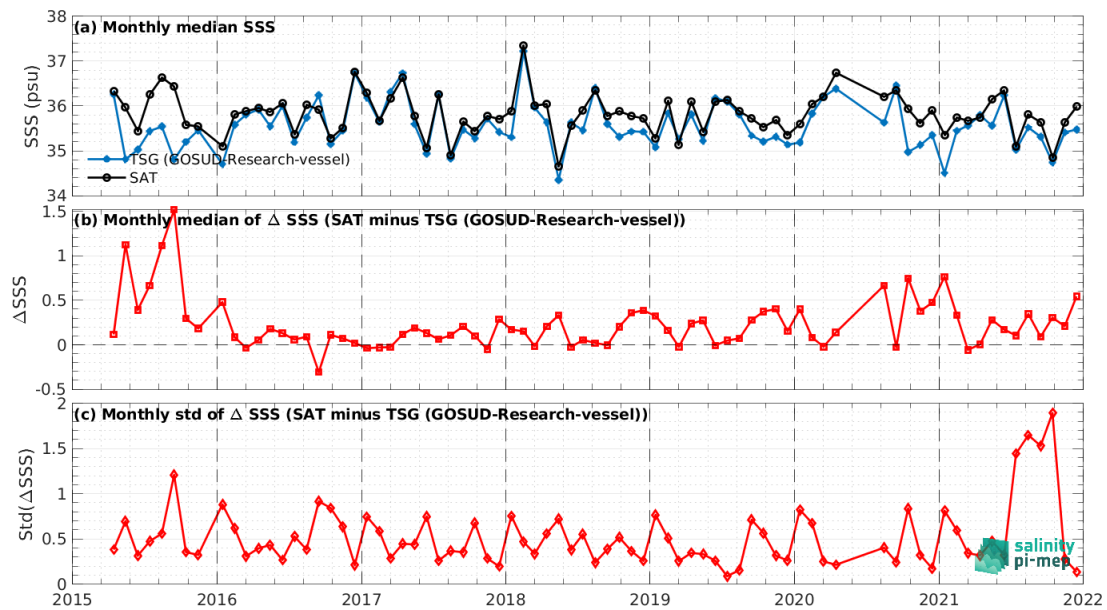 38
(a) Monthly median SSS
37
36
35
34
SSS (psu)
TSG (GOSUD-Research-vessel)
SAT
1.5
(b) Monthly median of Δ SSS (SAT minus TSG (GOSUD-Research-vessel))
1
0.5
0
-0.5
ΔSSS
2
(c) Monthly std of Δ SSS (SAT minus TSG (GOSUD-Research-vessel))
1.5
1
0.5
0
Std(ΔSSS)
salinity
pi-mep
2015 2016 2017 2018 2019 2020 2021 2022